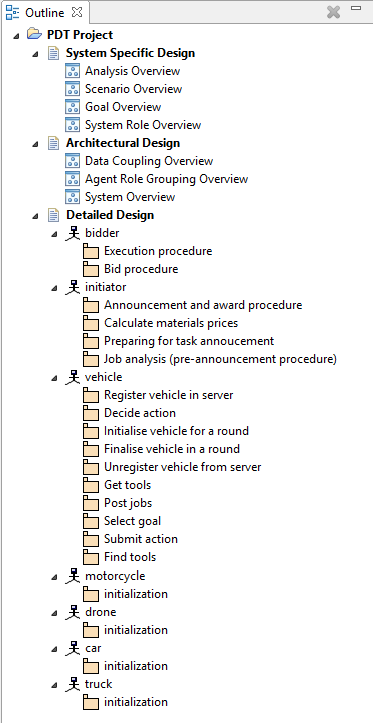 Outline
PDT Project
System Specific Design
Analysis Overview
Scenario Overview
Goal Overview
System Role Overview
Architectural Design
Data Coupling Overview
Agent Role Grouping Overview
System Overview
Detailed Design
bidder
Execution procedure
Bid procedure
initiator
Announcement and award procedure
Calculate materials prices
Preparing for task annoucement
Job analysis (pre-announcement procedure)
vehicle
Register vehicle in server
Decide action
Initialise vehicle for a round
Finalise vehicle in a round
Unregister vehicle from server
Get tools
Post jobs
Select goal
Submit action
Find tools
motorcycle
initialization
drone
initialization
car
initialization
truck
initialization